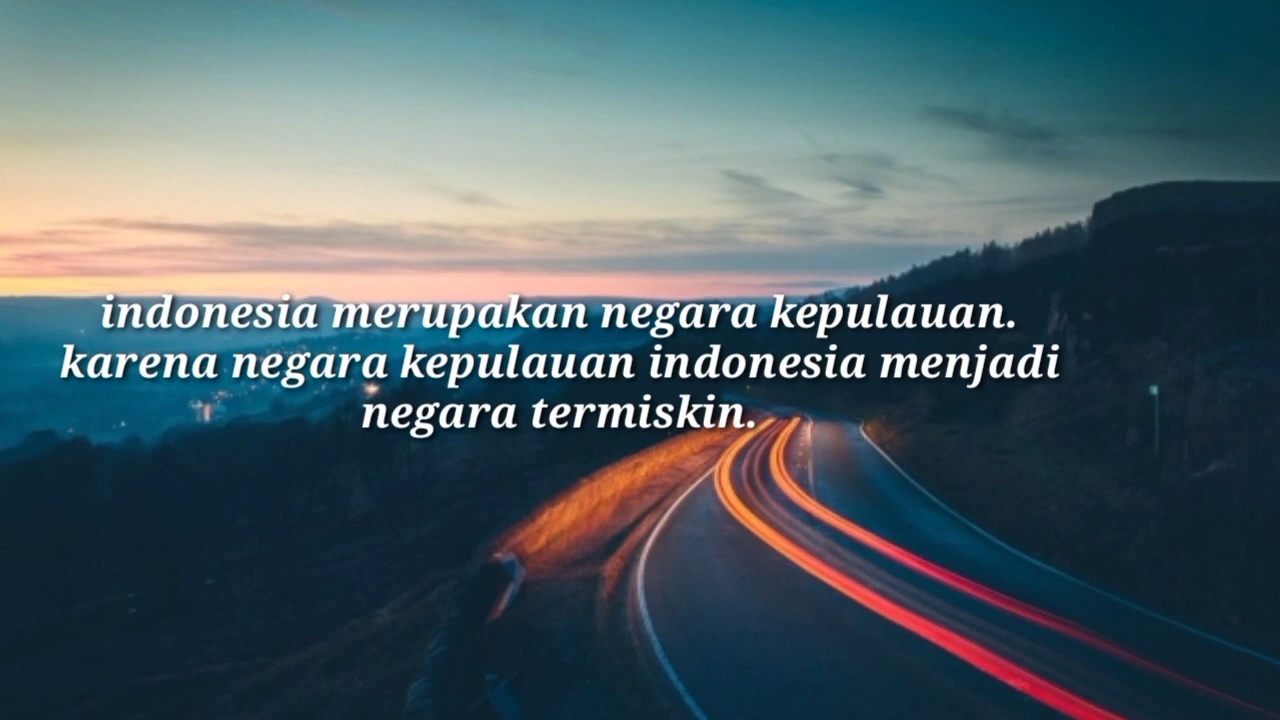 indonesia merupakan negara kepulauan.
karena negara kepulauan indonesia menjadi
negara termiskin.